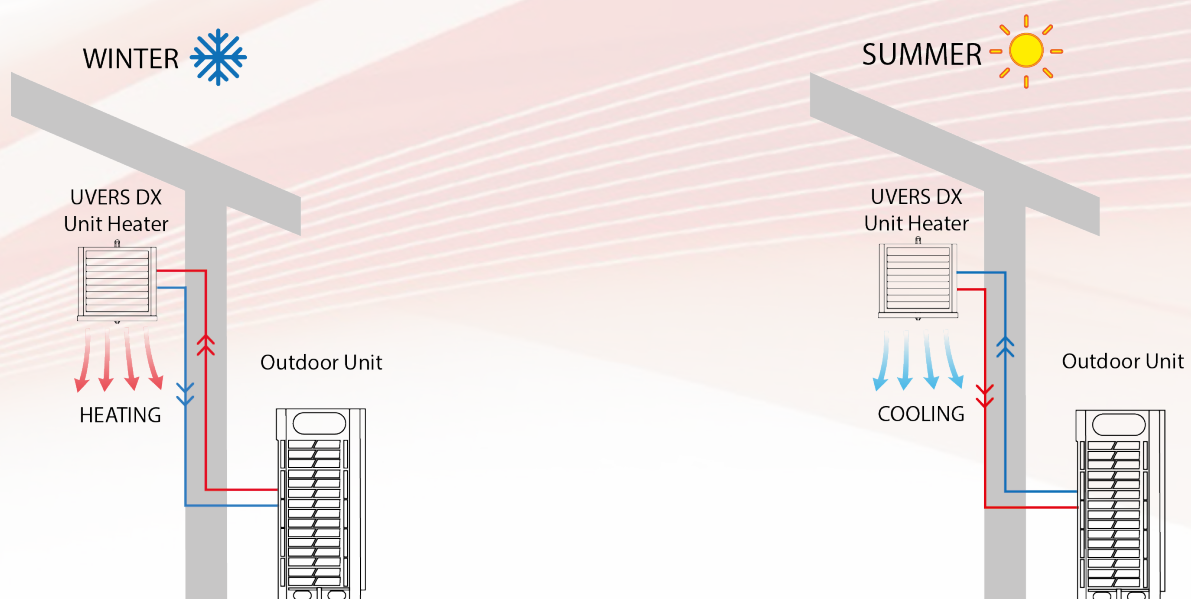 WINTER
SUMMER
UVERS DX
Unit Heater
UVERS DX
Unit Heater
Outdoor Unit
Outdoor Unit
HEATING
COOLING